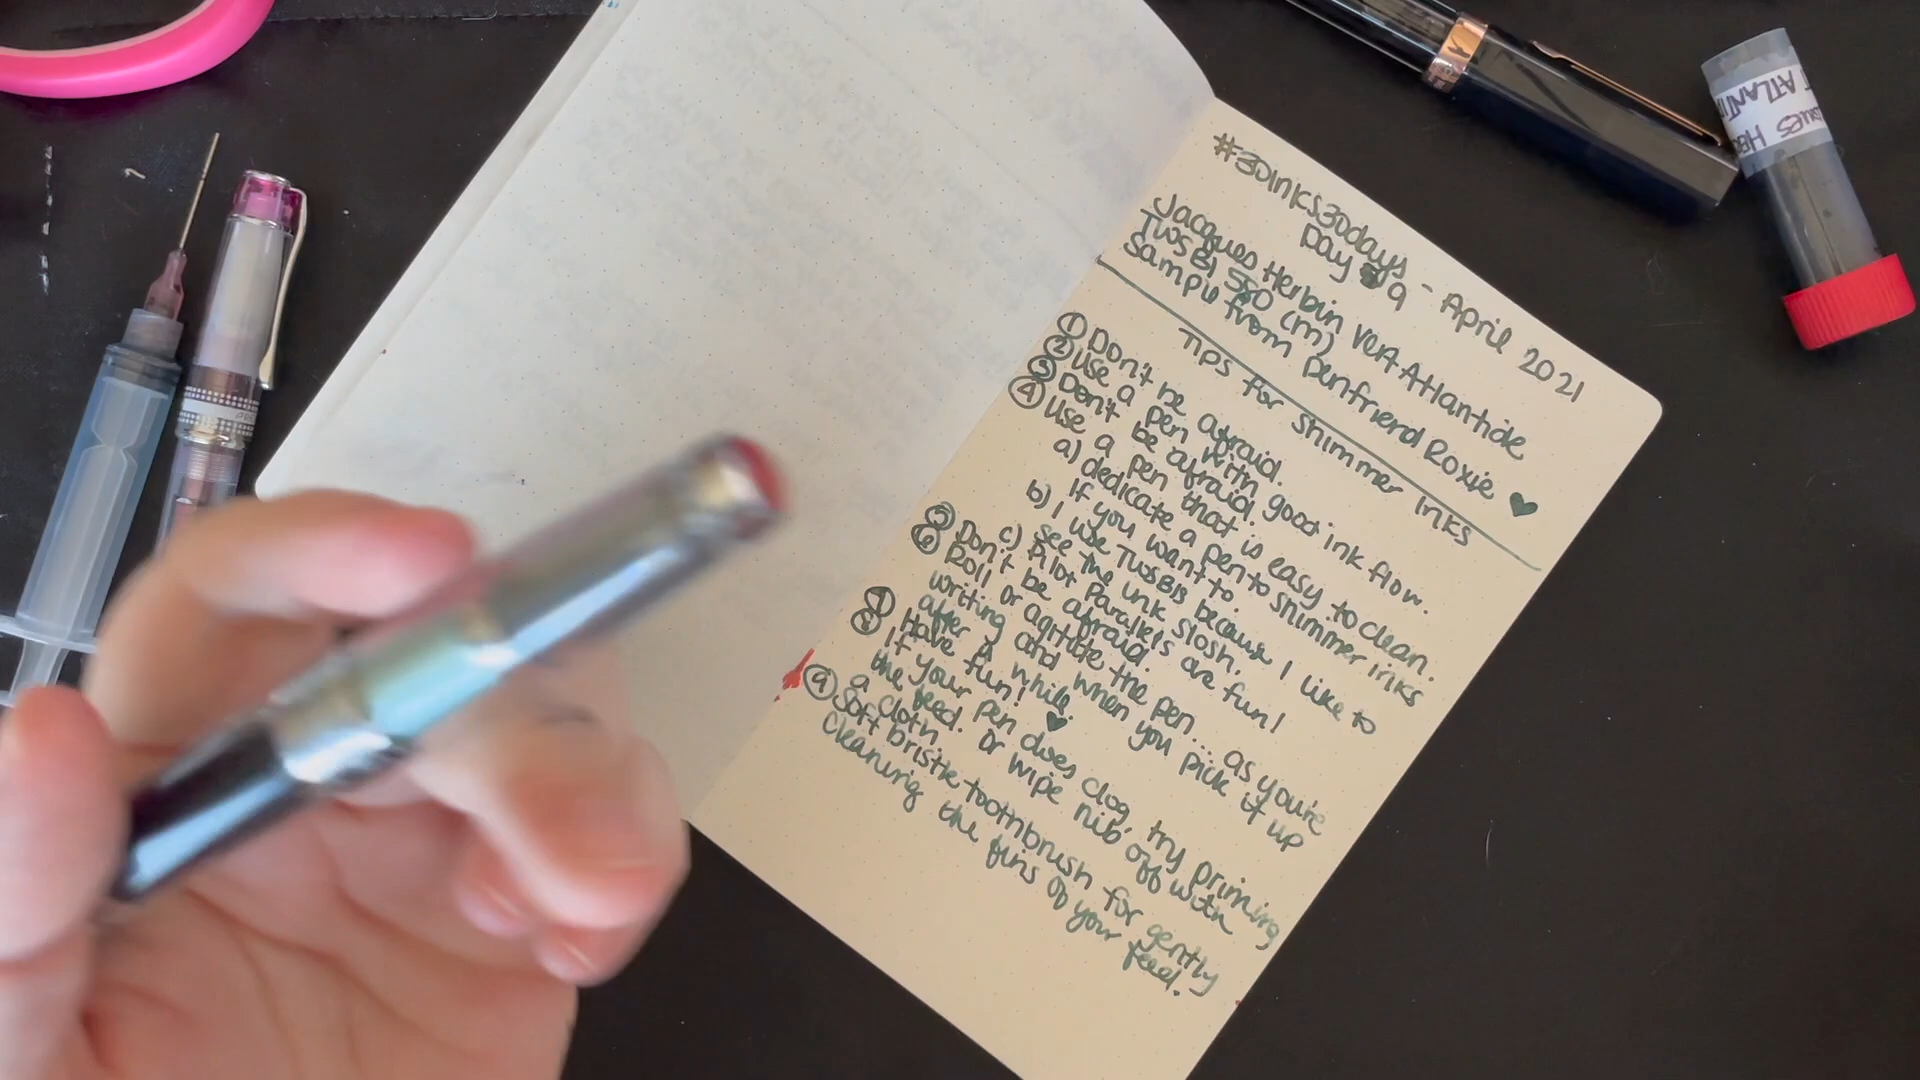 #30inks30days - April 2021
Day 9
Jacques Herbin Vert Atlantide
TWSBI 580 (m)
Sample from penfriend Roxie ♥
Tips for shimmer inks
① Don't be afraid.
② Use a pen with good ink flow.
③ Don't be afraid.
④ Use a pen that is easy to clean.
a) dedicate a pen to shimmer inks
If you want to.
b) I use TWSBIs because I like to
see the ink slosh.
c) Pilot Parallels are fun!
⑤ Don't be afraid.
⑥ Roll or agitate the pen... as you're
writing and when you pick it up
after a while.
⑦ Have fun! ♥
⑧ If your pen does clog, try priming
the feed. Or wipe nib off with
a cloth
⑨ Soft bristle toothbrush for gently
cleaning the fins of your feed.
ATLANTI